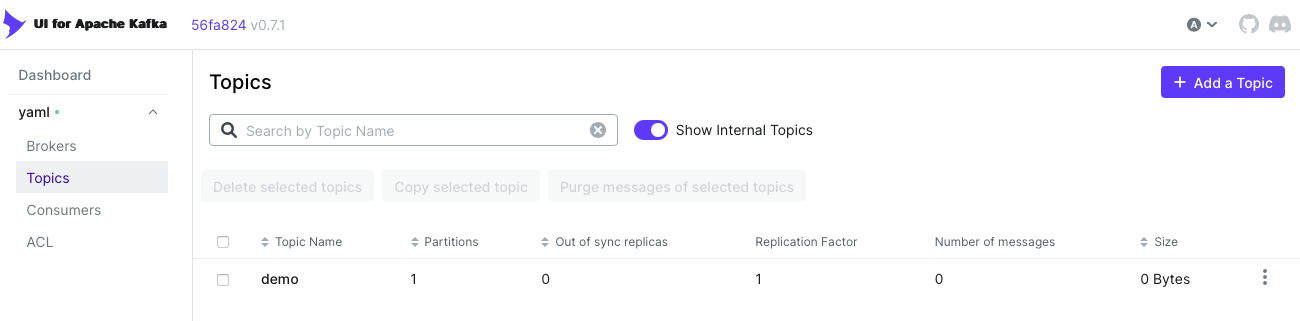 UI for Apache Kafka 56fa824 v0.7.1 A
Dashboard
yaml
Brokers
Topics
Consumers
ACL
Topics
+ Add a Topic
Search by Topic Name
Show Internal Topics
Delete selected topics Copy selected topic Purge messages of selected topics
Topic Name Partitions Out of sync replicas Replication Factor Number of messages Size
demo 1 0 1 0 0 Bytes